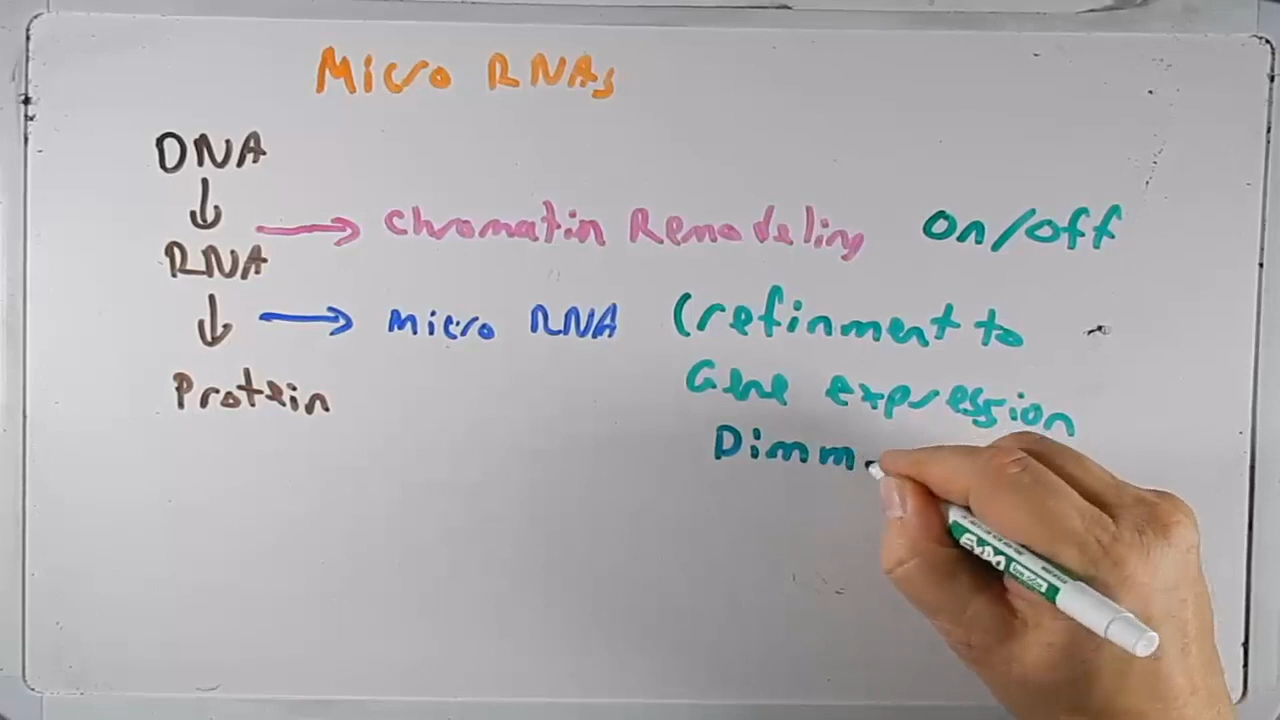 Micro RNAs
DNA
↓
→ Chromatin Remodeling On/Off
RNA
↓
→ Micro RNA (refinment to
Gene expression
Protein
Dimm
EXPO